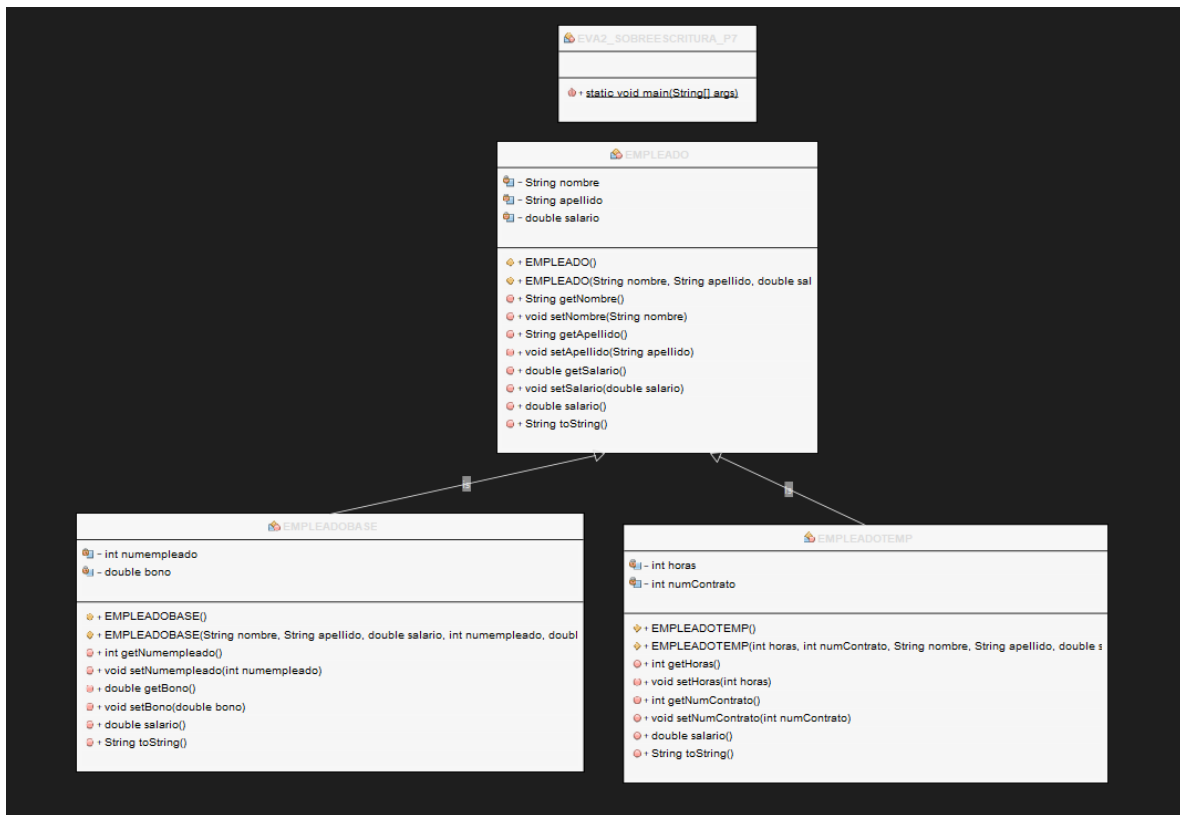 EVA2_SOBREESCRITURA_P7
+ static void main(String[] args)
EMPLEADO
- String nombre
- String apellido
- double salario
+ EMPLEADO()
+ EMPLEADO(String nombre, String apellido, double sal
+ String getNombre()
+ void setNombre(String nombre)
+ String getApellido()
+ void setApellido(String apellido)
+ double getSalario()
+ void setSalario(double salario)
+ double salario()
+ String toString()
EMPLEADOBASE
- int numempleado
- double bono
+ EMPLEADOBASE()
+ EMPLEADOBASE(String nombre, String apellido, double salario, int numempleado, doubl
+ int getNumempleado()
+ void setNumempleado(int numempleado)
+ double getBono()
+ void setBono(double bono)
+ double salario()
+ String toString()
EMPLEADOTEMP
- int horas
- int numContrato
+ EMPLEADOTEMP()
+ EMPLEADOTEMP(int horas, int numContrato, String nombre, String apellido, double s
+ int getHoras()
+ void setHoras(int horas)
+ int getNumContrato()
+ void setNumContrato(int numContrato)
+ double salario()
+ String toString()